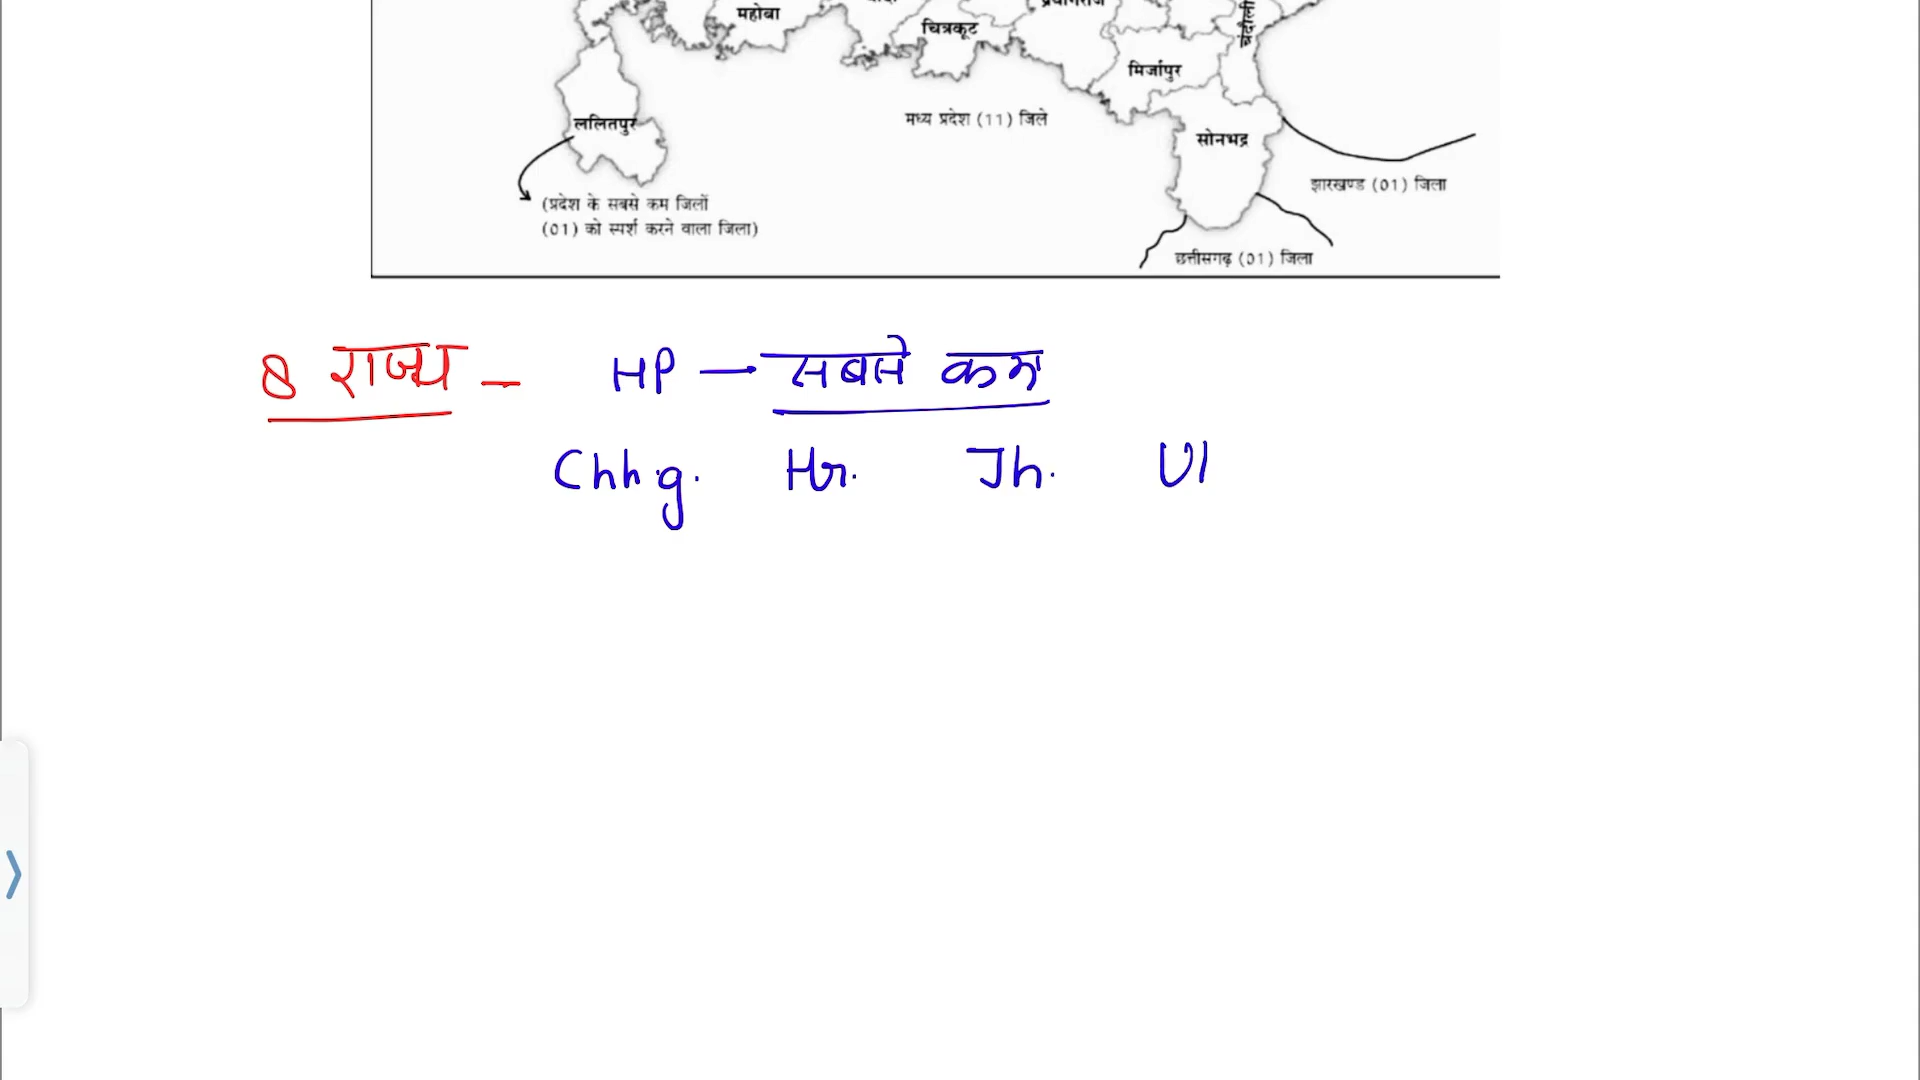 महोबा
चित्रकूट
मिर्जापुर
ललितपुर
मध्य प्रदेश (11) जिले
सोनभद्र
झारखण्ड (01) जिला
(प्रदेश के सबसे कम जिलों
(01) को स्पर्श करने वाला जिला)
छत्तीसगढ़ (01) जिला
8 राज्य – HP → सबसे कम
Chhg. Hr. Jh.